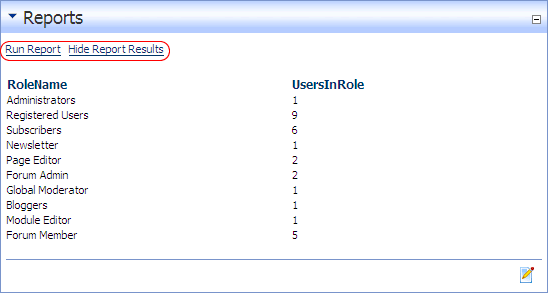 Reports
Run Report Hide Report Results
RoleName UsersInRole
Administrators 1
Registered Users 9
Subscribers 6
Newsletter 1
Page Editor 2
Forum Admin 2
Global Moderator 1
Bloggers 1
Module Editor 1
Forum Member 5